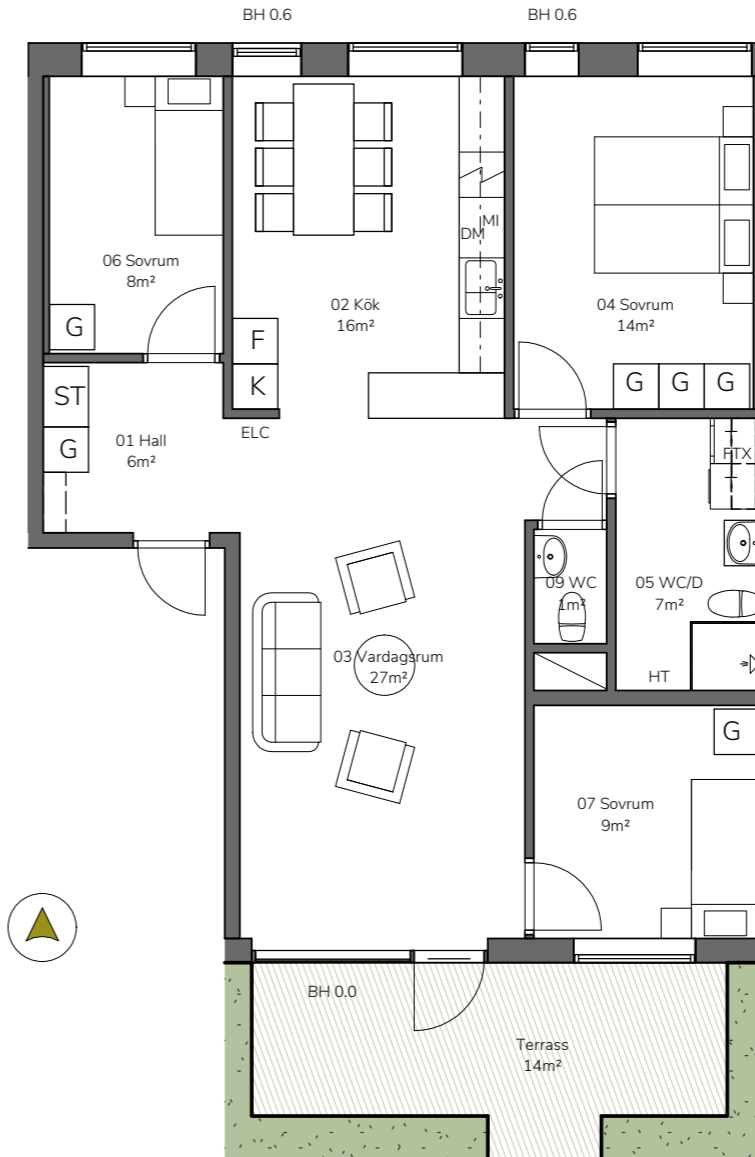 BH 0.6
BH 0.6
06 Sovrum
8m²
G
02 Kök
16m²
DM
MI
F
K
04 Sovrum
14m²
G G G
ST
G
01 Hall
6m²
ELC
FTX
09 WC
1m²
05 WC/D
7m²
HT
03 Vardagsrum
27m²
G
07 Sovrum
9m²
BH 0.0
Terrass
14m²